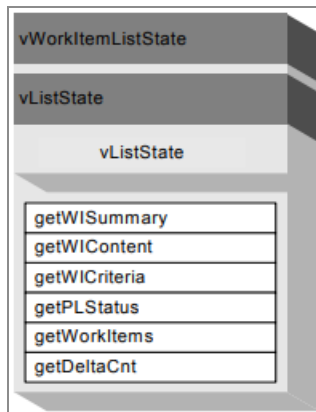 vWorkItemListState
vListState
vListState
getWISummary
getWIContent
getWICriteria
getPLStatus
getWorkItems
getDeltaCnt